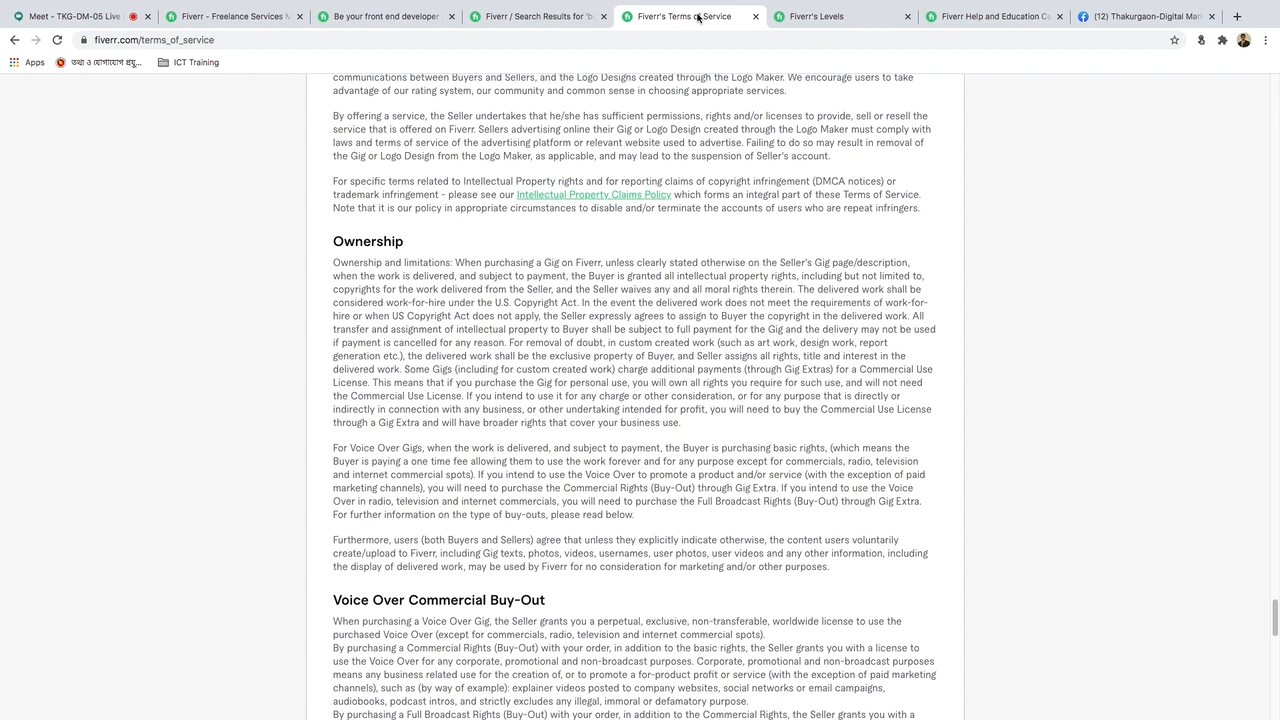 Meet - TKG-DM-05 Live
Fiverr - Freelance Services M
Be your front end developer
Fiverr / Search Results for 'b
Fiverr's Terms of Service
Fiverr's Levels
Fiverr Help and Education Ce
(12) Thakurgaon-Digital Mar
fiverr.com/terms_of_service
Apps
তথ্য ও যোগাযোগ প্রযু...
ICT Training
communications between Buyers and Sellers, and the Logo Designs created through the Logo Maker. We encourage users to take
advantage of our rating system, our community and common sense in choosing appropriate services.
By offering a service, the Seller undertakes that he/she has sufficient permissions, rights and/or licenses to provide, sell or resell the
service that is offered on Fiverr. Sellers advertising online their Gig or Logo Design created through the Logo Maker must comply with
laws and terms of service of the advertising platform or relevant website used to advertise. Failing to do so may result in removal of
the Gig or Logo Design from the Logo Maker, as applicable, and may lead to the suspension of Seller's account.
For specific terms related to Intellectual Property rights and for reporting claims of copyright infringement (DMCA notices) or
trademark infringement - please see our Intellectual Property Claims Policy which forms an integral part of these Terms of Service.
Note that it is our policy in appropriate circumstances to disable and/or terminate the accounts of users who are repeat infringers.
Ownership
Ownership and limitations: When purchasing a Gig on Fiverr, unless clearly stated otherwise on the Seller's Gig page/description,
when the work is delivered, and subject to payment, the Buyer is granted all intellectual property rights, including but not limited to,
copyrights for the work delivered from the Seller, and the Seller waives any and all moral rights therein. The delivered work shall be
considered work-for-hire under the U.S. Copyright Act. In the event the delivered work does not meet the requirements of work-for-
hire or when US Copyright Act does not apply, the Seller expressly agrees to assign to Buyer the copyright in the delivered work. All
transfer and assignment of intellectual property to Buyer shall be subject to full payment for the Gig and the delivery may not be used
if payment is cancelled for any reason. For removal of doubt, in custom created work (such as art work, design work, report
generation etc.), the delivered work shall be the exclusive property of Buyer, and Seller assigns all rights, title and interest in the
delivered work. Some Gigs (including for custom created work) charge additional payments (through Gig Extras) for a Commercial Use
License. This means that if you purchase the Gig for personal use, you will own all rights you require for such use, and will not need
the Commercial Use License. If you intend to use it for any charge or other consideration, or for any purpose that is directly or
indirectly in connection with any business, or other undertaking intended for profit, you will need to buy the Commercial Use License
through a Gig Extra and will have broader rights that cover your business use.
For Voice Over Gigs, when the work is delivered, and subject to payment, the Buyer is purchasing basic rights, (which means the
Buyer is paying a one time fee allowing them to use the work forever and for any purpose except for commercials, radio, television
and internet commercial spots). If you intend to use the Voice Over to promote a product and/or service (with the exception of paid
marketing channels), you will need to purchase the Commercial Rights (Buy-Out) through Gig Extra. If you intend to use the Voice
Over in radio, television and internet commercials, you will need to purchase the Full Broadcast Rights (Buy-Out) through Gig Extra.
For further information on the type of buy-outs, please read below.
Furthermore, users (both Buyers and Sellers) agree that unless they explicitly indicate otherwise, the content users voluntarily
create/upload to Fiverr, including Gig texts, photos, videos, usernames, user photos, user videos and any other information, including
the display of delivered work, may be used by Fiverr for no consideration for marketing and/or other purposes.
Voice Over Commercial Buy-Out
When purchasing a Voice Over Gig, the Seller grants you a perpetual, exclusive, non-transferable, worldwide license to use the
purchased Voice Over (except for commercials, radio, television and internet commercial spots).
By purchasing a Commercial Rights (Buy-Out) with your order, in addition to the basic rights, the Seller grants you with a license to
use the Voice Over for any corporate, promotional and non-broadcast purposes. Corporate, promotional and non-broadcast purposes
means any business related use for the creation of, or to promote a for-product profit or service (with the exception of paid marketing
channels), such as (by way of example): explainer videos posted to company websites, social networks or email campaigns,
audiobooks, podcast intros, and strictly excludes any illegal, immoral or defamatory purpose.
By purchasing a Full Broadcast Rights (Buy-Out) with your order, in addition to the Commercial Rights, the Seller grants you with a